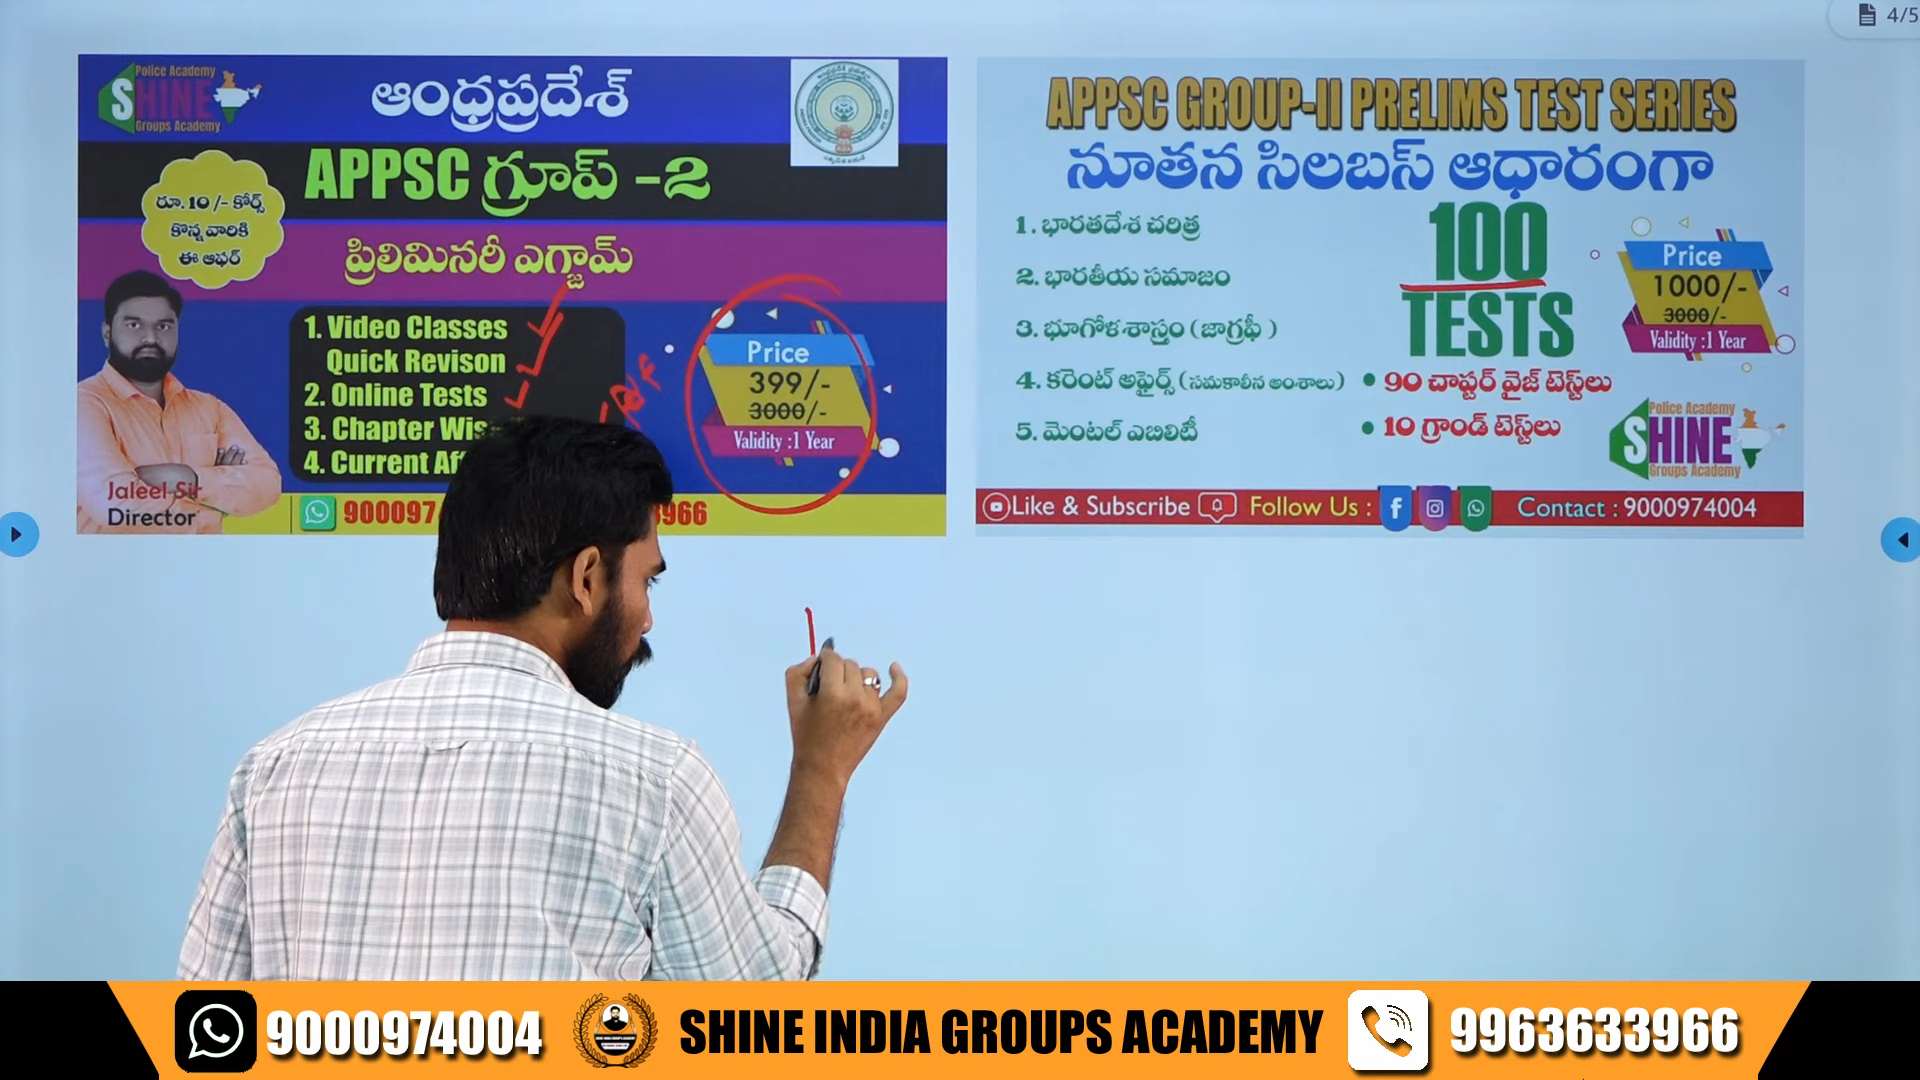 4/5
Police Academy
SHINE
Groups Academy
ఆంధ్రప్రదేశ్
APPSC గ్రూప్ -2
రూ. 10 /- కోర్స్
కొన్న వారికి
ఈ ఆఫర్
ప్రిలిమినరీ ఎగ్జామ్
1. Video Classes
Quick Revison
2. Online Tests
3. Chapter Wis
4. Current Af
Price
399/-
3000/-
Validity :1 Year
Jaleel Sir
Director
900097
3966
APPSC GROUP-II PRELIMS TEST SERIES
నూతన సిలబస్ ఆధారంగా
1. భారతదేశ చరిత్ర
2. భారతీయ సమాజం
3. భూగోళశాస్త్రం ( జాగ్రఫీ )
4. కరెంట్ అఫైర్స్ ( సమకాలీన అంశాలు)
5. మెంటల్ ఎబిలిటీ
100
TESTS
• 90 చాప్టర్ వైజ్ టెస్ట్‌లు
• 10 గ్రాండ్ టెస్ట్‌లు
Price
1000/-
3000/-
Validity :1 Year
Police Academy
SHINE
Groups Academy
Like & Subscribe Follow Us : Contact : 9000974004
9000974004 SHINE INDIA GROUPS ACADEMY 9963633966